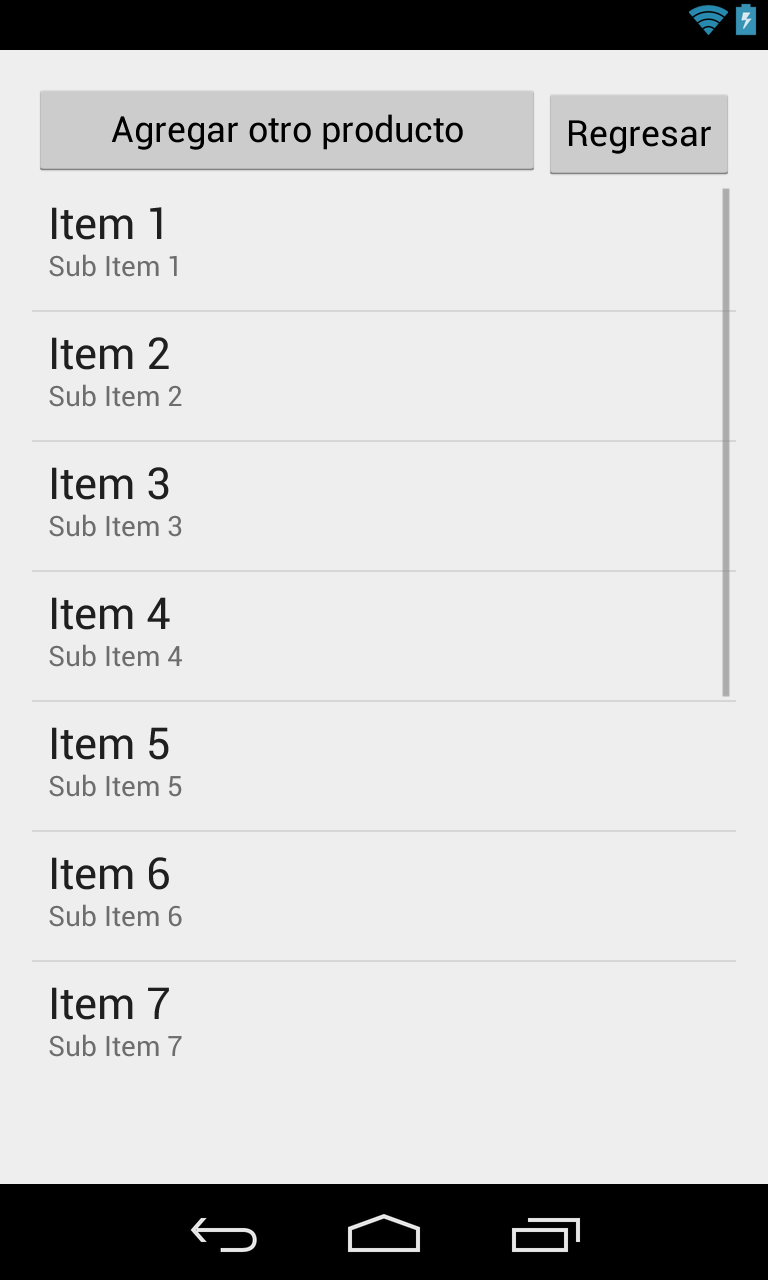 Agregar otro producto
Regresar
Item 1
Sub Item 1
Item 2
Sub Item 2
Item 3
Sub Item 3
Item 4
Sub Item 4
Item 5
Sub Item 5
Item 6
Sub Item 6
Item 7
Sub Item 7